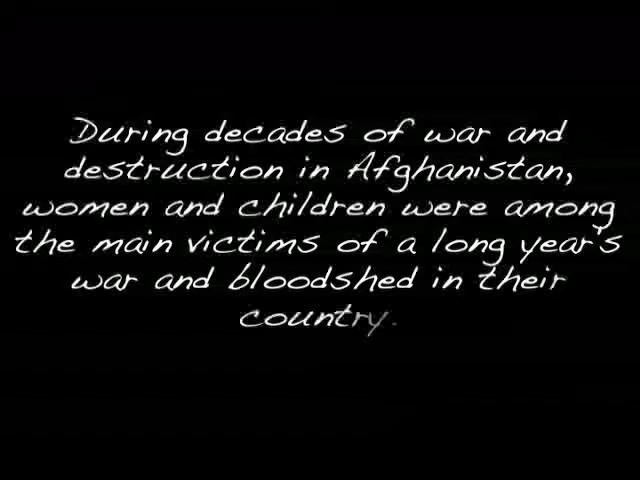 During decades of war and
destruction in Afghanistan,
women and children were among
the main victims of a long year's
war and bloodshed in their
country.